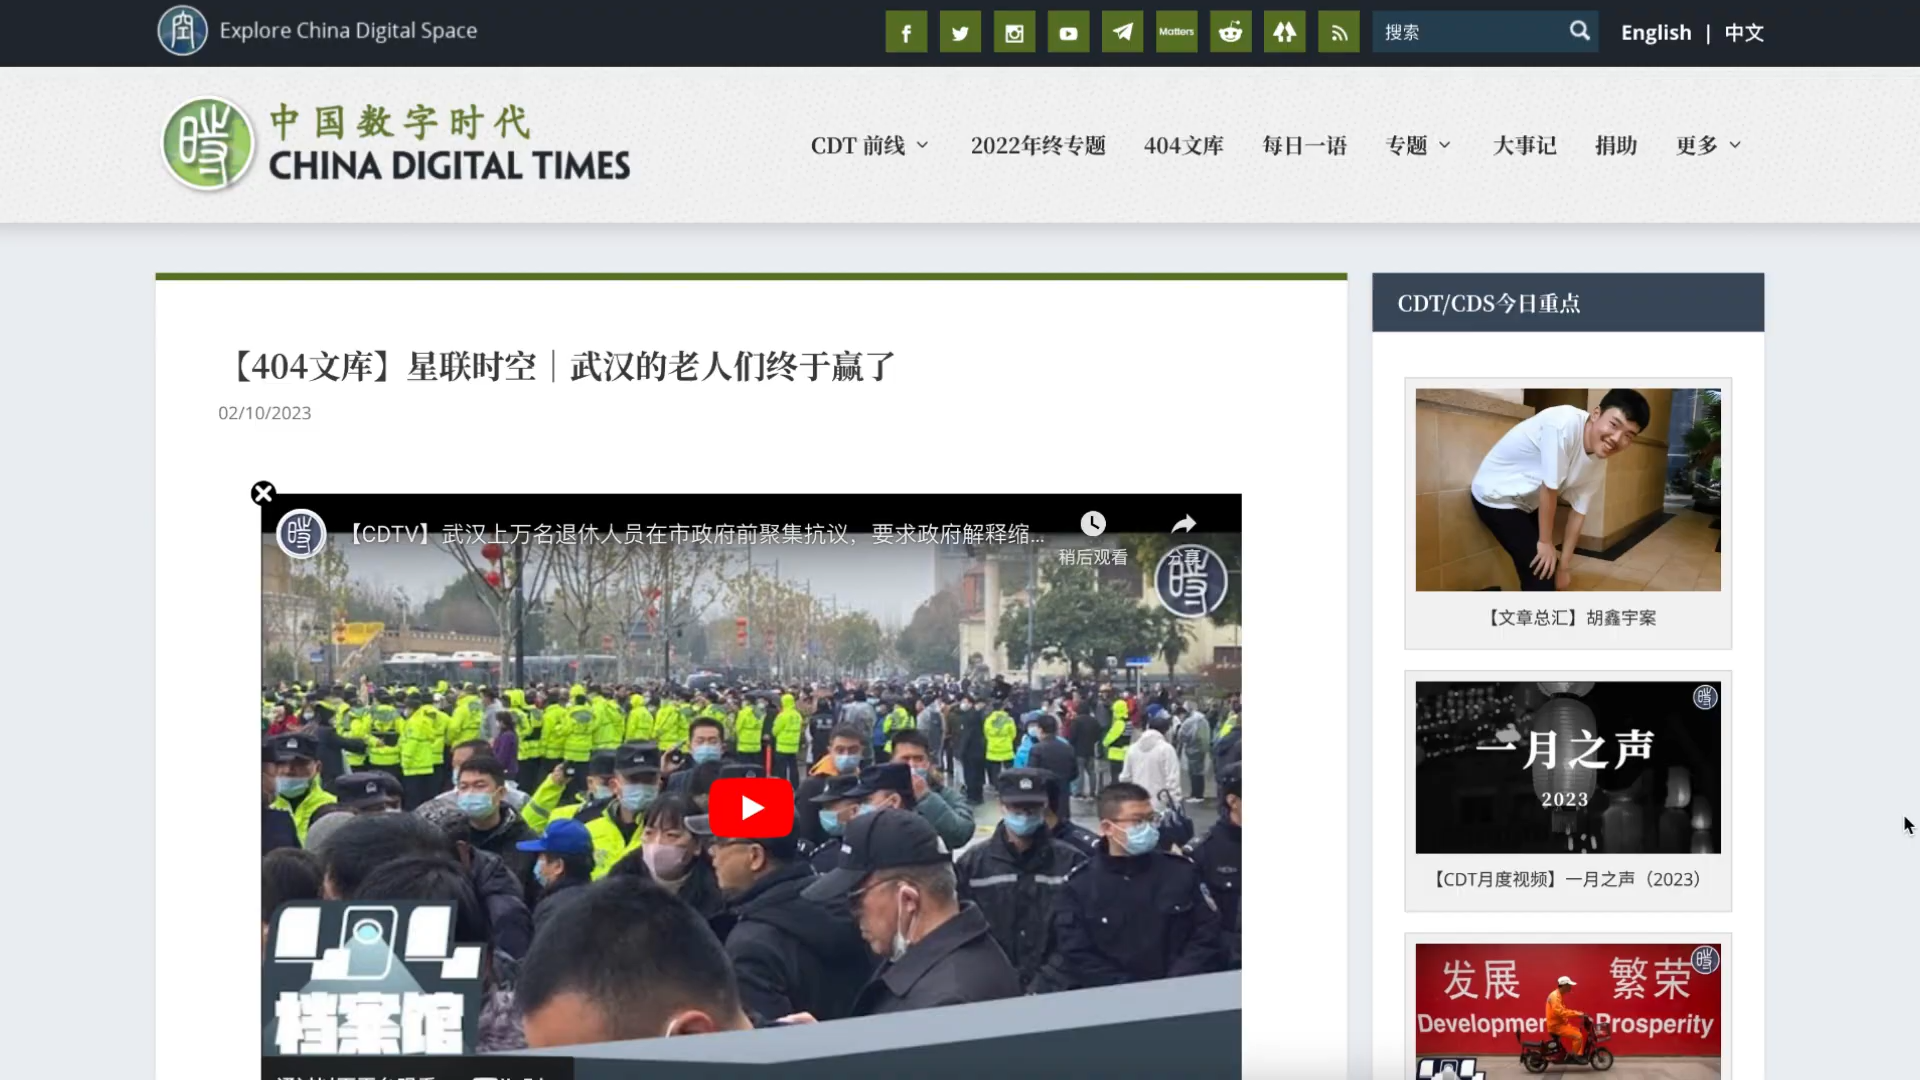 Explore China Digital Space
Matters
搜索
English | 中文
中国数字时代
CHINA DIGITAL TIMES
CDT 前线
2022年终专题
404文库
每日一语
专题
大事记
捐助
更多
【404文库】星联时空｜武汉的老人们终于赢了
02/10/2023
【CDTV】武汉上万名退休人员在市政府前聚集抗议，要求政府解释缩...
稍后观看
分享
档案馆
CDT/CDS今日重点
【文章总汇】胡鑫宇案
一月之声
2023
【CDT月度视频】一月之声（2023）
发展 繁荣
Developmen Prosperity